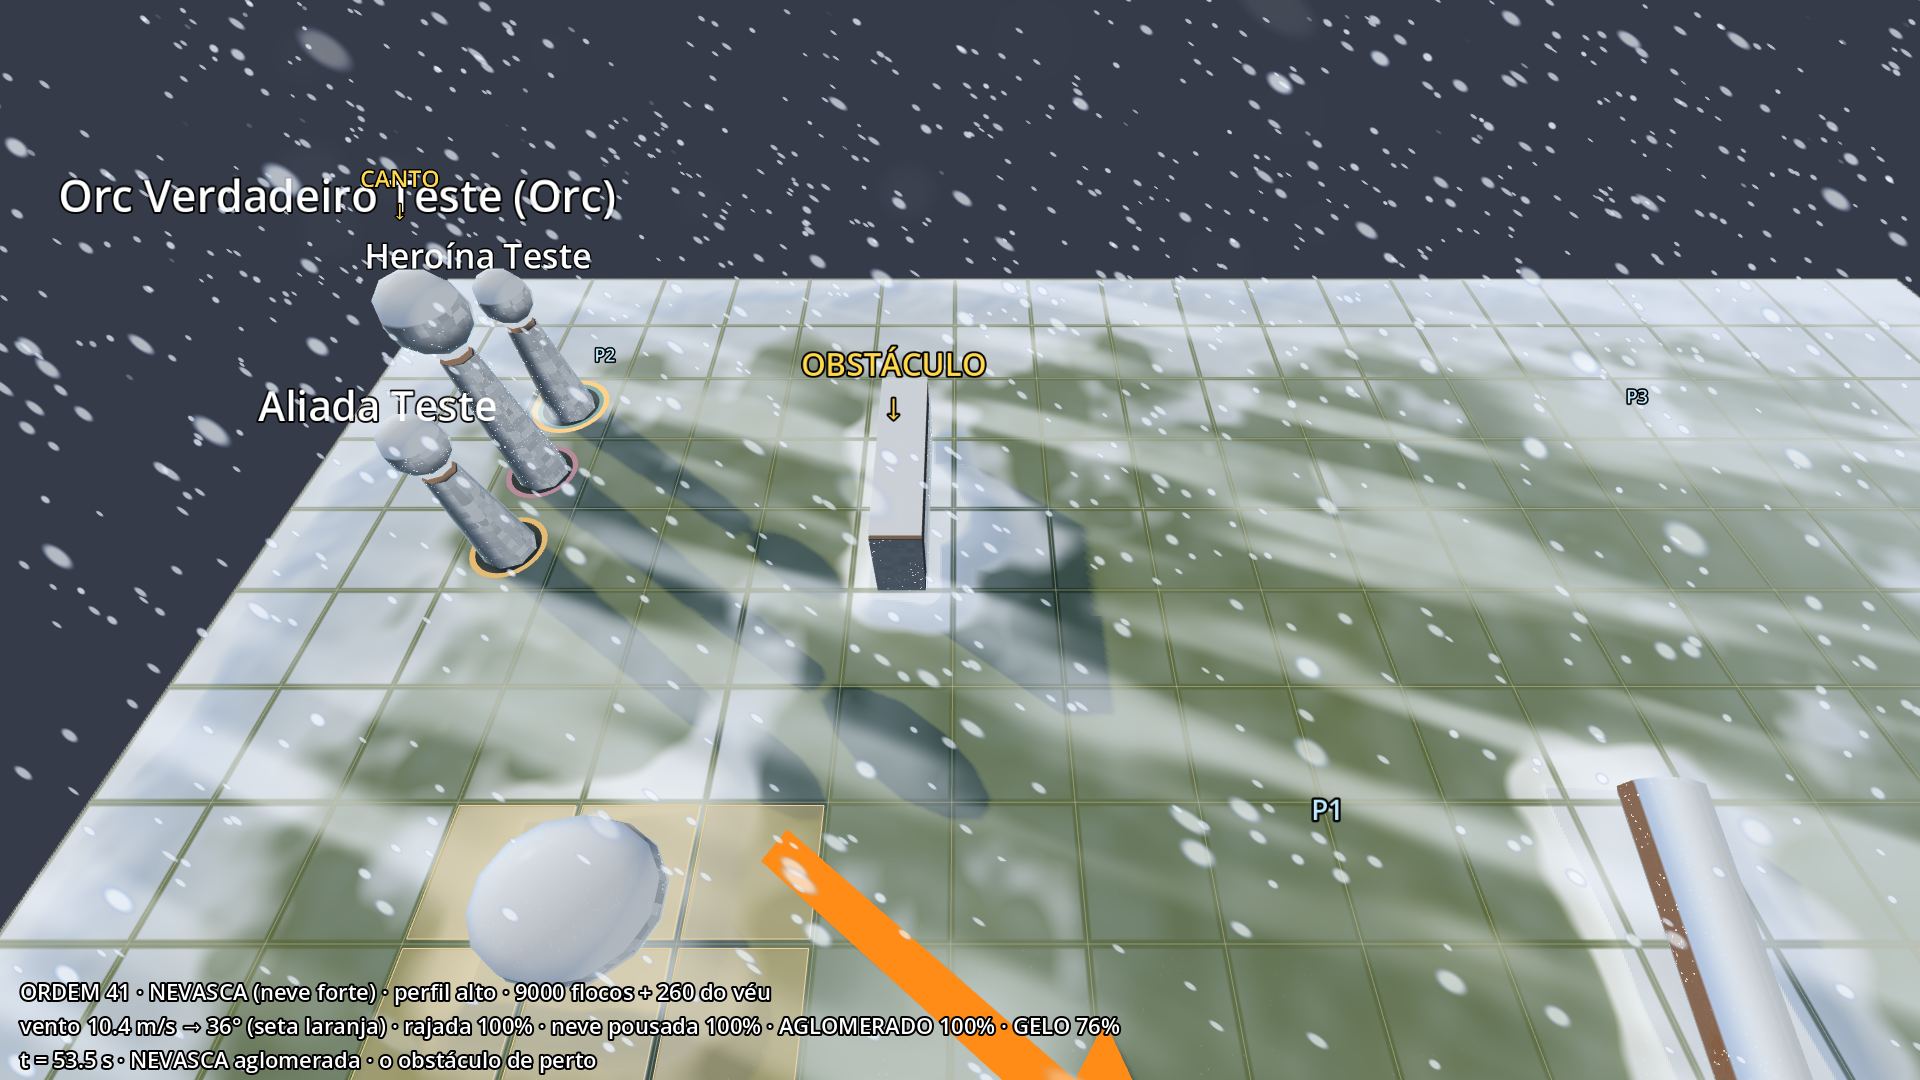 CANTO
↓
Orc Verdadeiro Teste (Orc)
Heroína Teste
P2
OBSTÁCULO
↓
P3
Aliada Teste
P1
ORDEM 41 · NEVASCA (neve forte) · perfil alto · 9000 flocos + 260 do véu
vento 10.4 m/s → 36° (seta laranja) · rajada 100% · neve pousada 100% · AGLOMERADO 100% · GELO 76%
t = 53.5 s · NEVASCA aglomerada · o obstáculo de perto